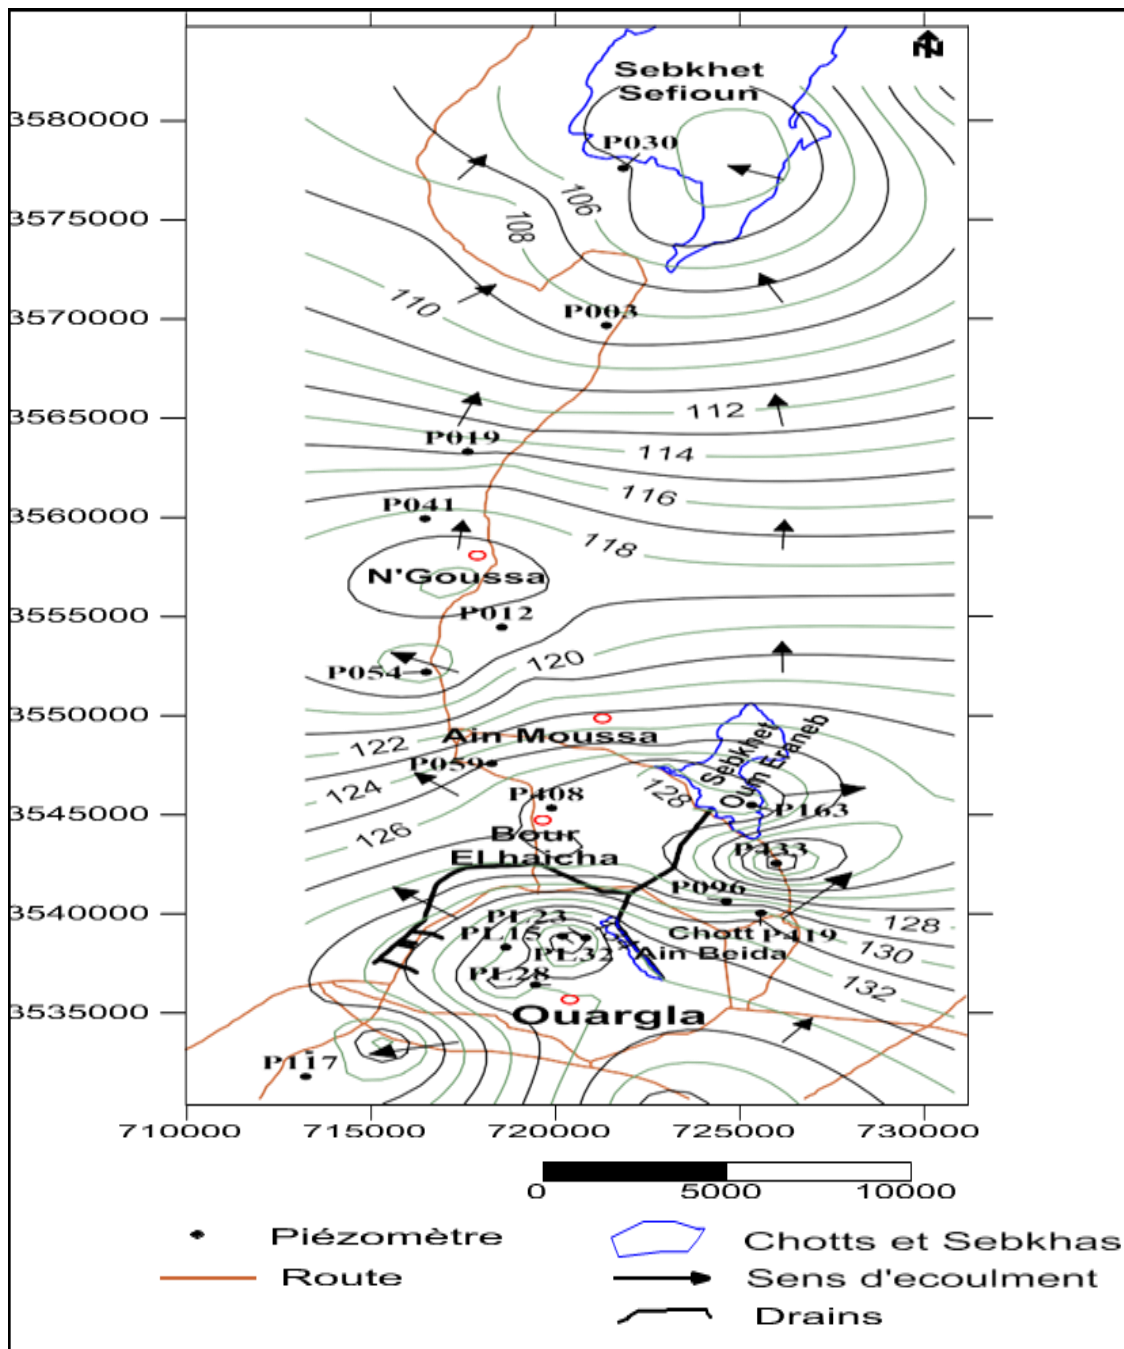 N
Sebkhet
Sefioun
3580000
P030
106
3575000
108
110
3570000
P003
3565000
112
P019
114
116
P041
3560000
118
N'Goussa
3555000
P012
120
P054
3550000
Ain Moussa
122
P059
Sebkhet
Oum Eraneb
124
128
P408
P163
3545000
126
Bour
El haicha
P433
P096
3540000
PL23
128
PL15
Chott
P419
PL32
Ain Beida
130
PL28
132
3535000
Ouargla
P117
710000 715000 720000 725000 730000
0 5000 10000
Piézomètre
Chotts et Sebkhas
Route
Sens d'ecoulment
Drains